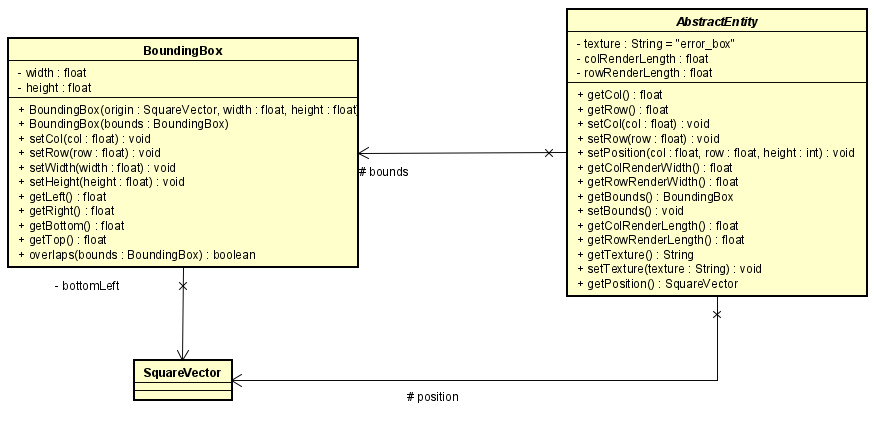 BoundingBox
- width : float
- height : float
+ BoundingBox(origin : SquareVector, width : float, height : float)
+ BoundingBox(bounds : BoundingBox)
+ setCol(col : float) : void
+ setRow(row : float) : void
+ setWidth(width : float) : void
+ setHeight(height : float) : void
+ getLeft() : float
+ getRight() : float
+ getBottom() : float
+ getTop() : float
+ overlaps(bounds : BoundingBox) : boolean
# bounds
AbstractEntity
- texture : String = "error_box"
- colRenderLength : float
- rowRenderLength : float
+ getCol() : float
+ getRow() : float
+ setCol(col : float) : void
+ setRow(row : float) : void
+ setPosition(col : float, row : float, height : int) : void
+ getColRenderWidth() : float
+ getRowRenderWidth() : float
+ getBounds() : BoundingBox
+ setBounds() : void
+ getColRenderLength() : float
+ getRowRenderLength() : float
+ getTexture() : String
+ setTexture(texture : String) : void
+ getPosition() : SquareVector
- bottomLeft
SquareVector
# position